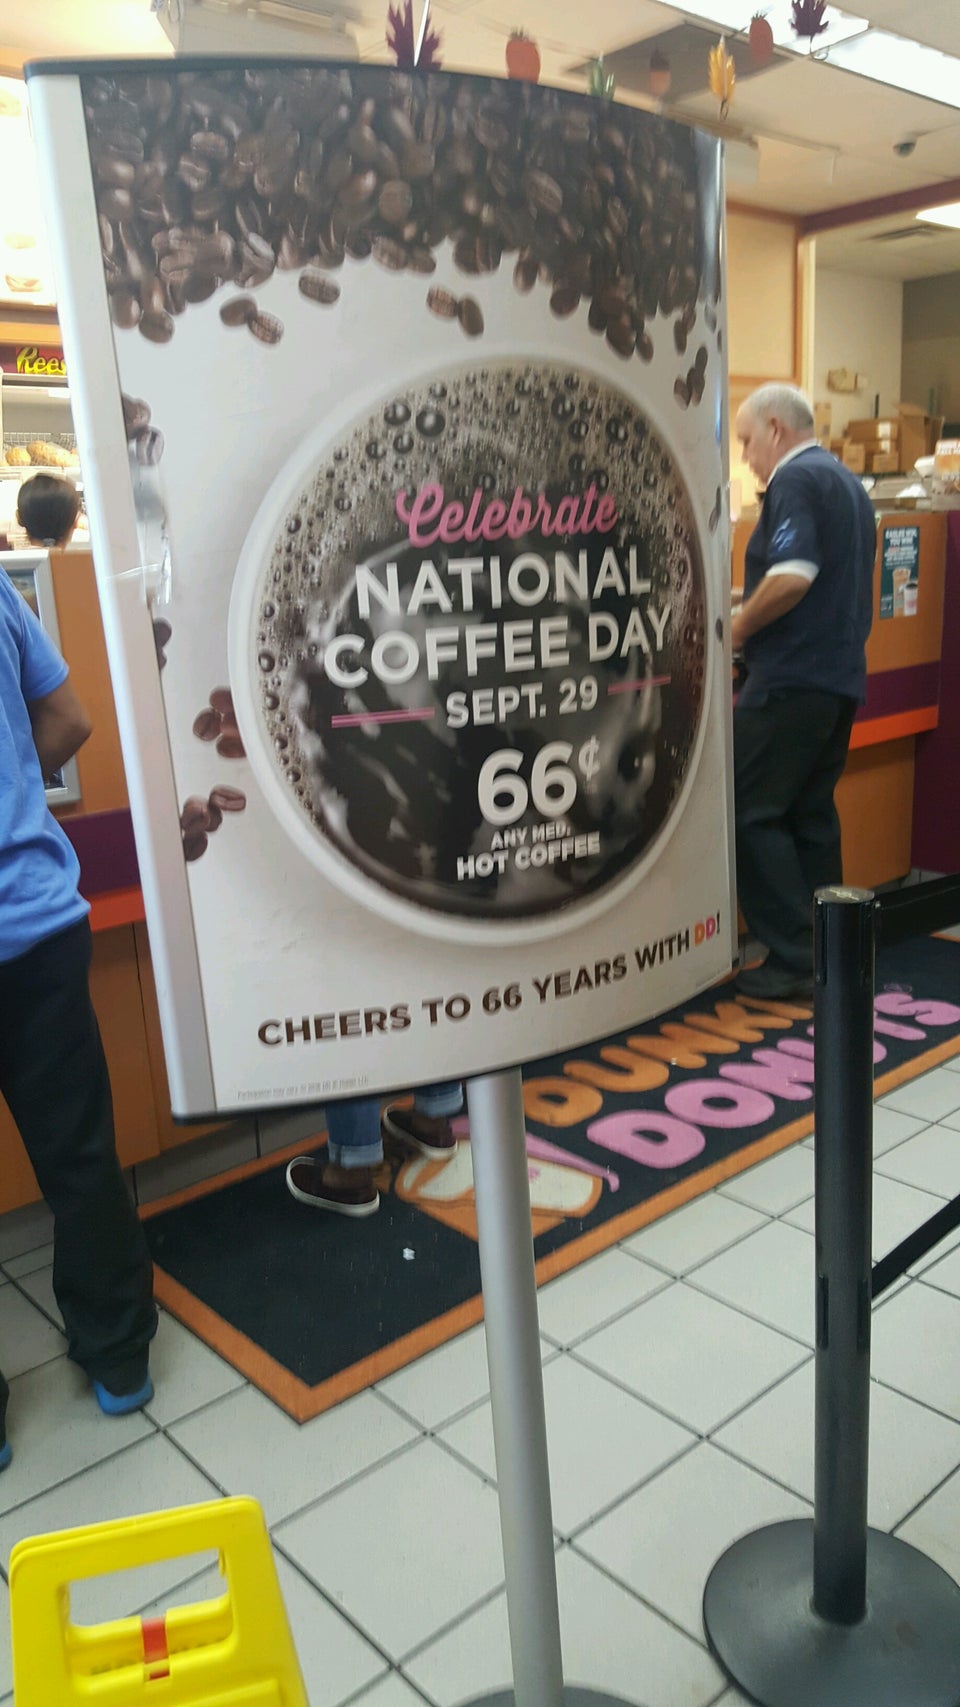 Celebrate
NATIONAL
COFFEE DAY
SEPT. 29
66¢
ANY MED.
HOT COFFEE
CHEERS TO 66 YEARS WITH DD!
DUNKIN
DONUTS